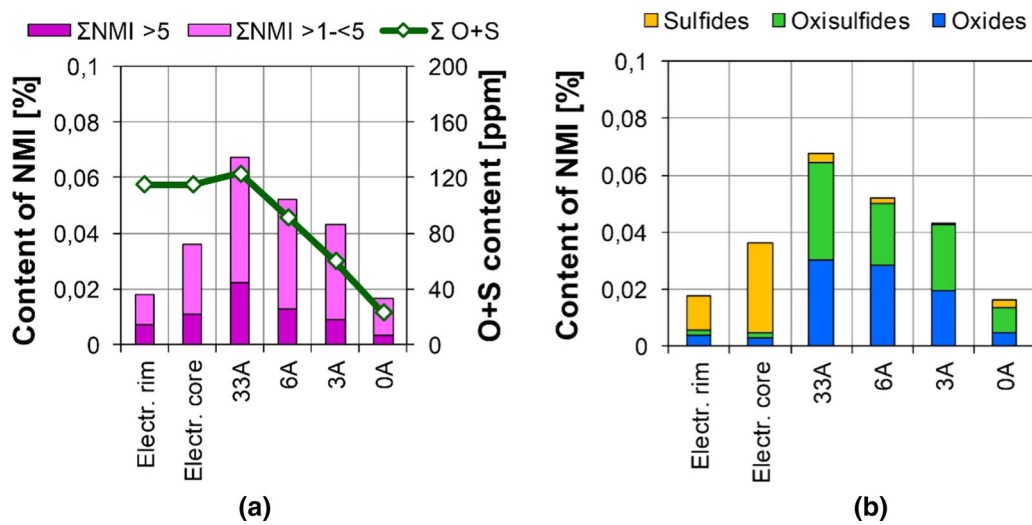 ΣNMI >5 ΣNMI >1-<5 Σ O+S
Content of NMI [%]
0,1
0,08
0,06
0,04
0,02
0
200
160
120
80
40
0
O+S content [ppm]
Electr. rim
Electr. core
33A
6A
3A
0A
(a)
Sulfides Oxisulfides Oxides
Content of NMI [%]
0,1
0,08
0,06
0,04
0,02
0
Electr. rim
Electr. core
33A
6A
3A
0A
(b)